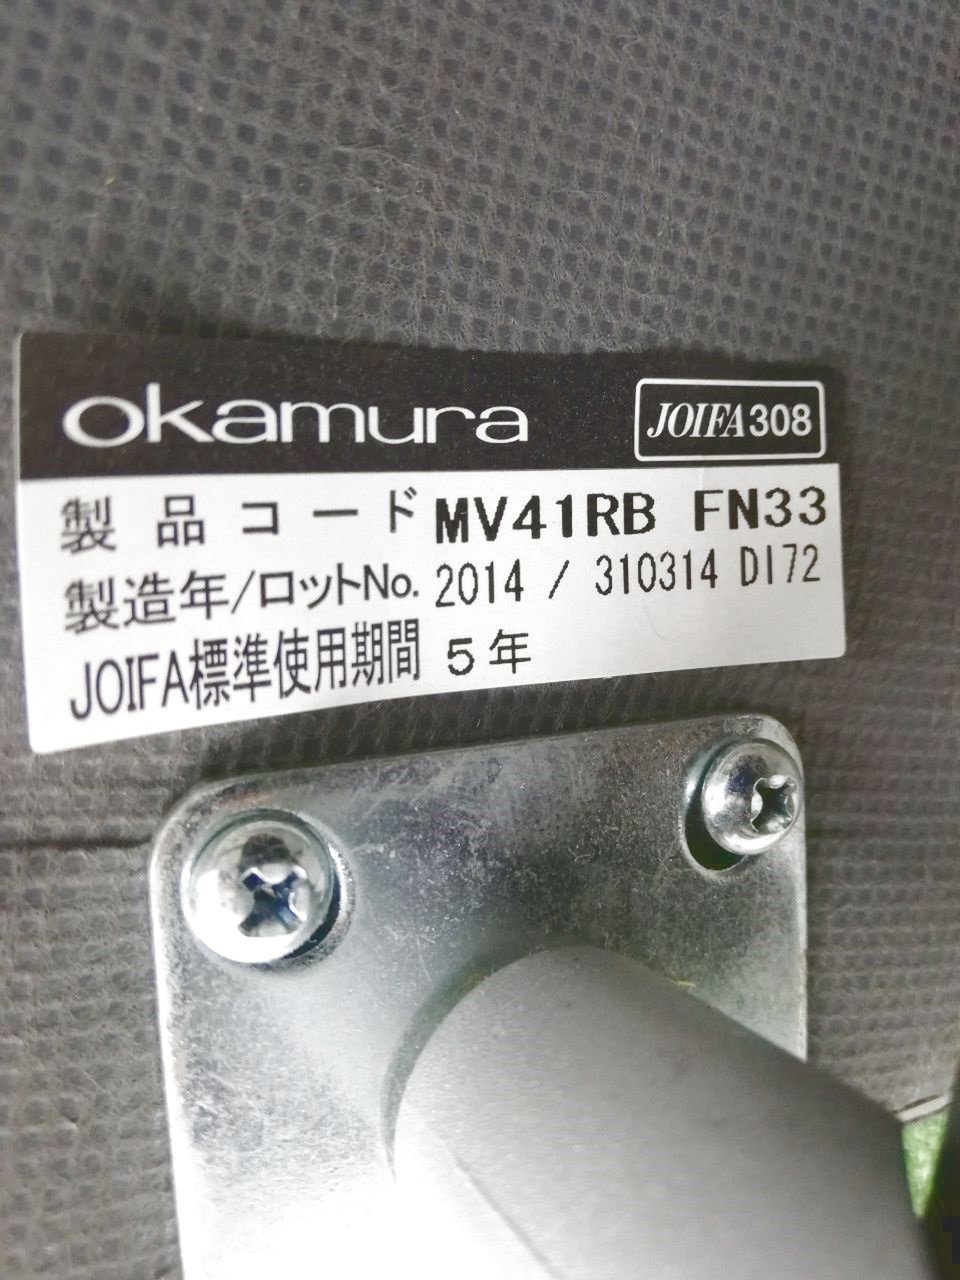 okamura JOIFA308
製品コード MV41RB FN33
製造年/ロットNo. 2014 / 310314 DI72
JOIFA標準使用期間 5年